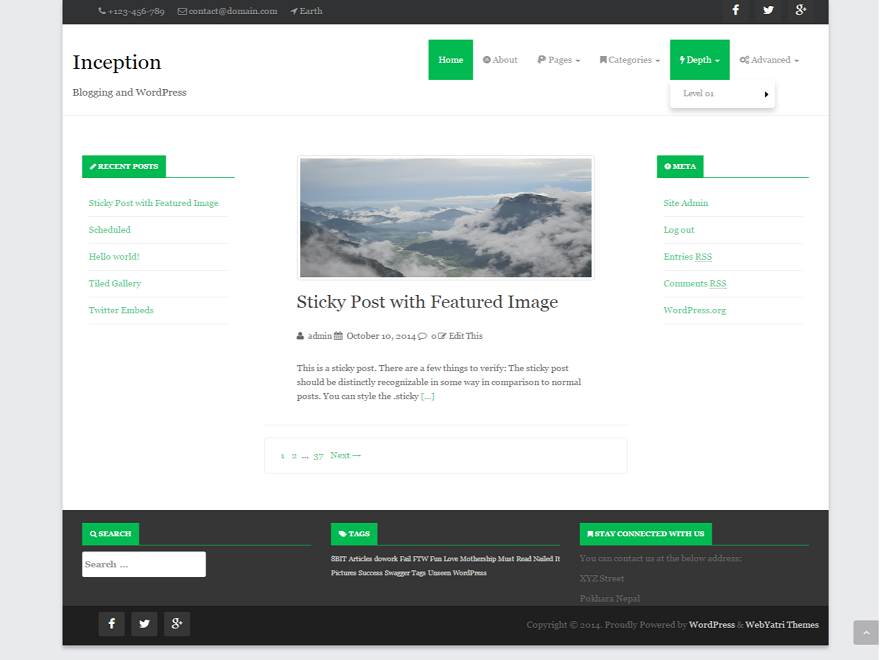 +123-456-789 contact@domain.com Earth
Inception
Blogging and WordPress
Home About Pages Categories Depth Advanced
Level 01
RECENT POSTS
Sticky Post with Featured Image
Scheduled
Hello world!
Tiled Gallery
Twitter Embeds
Sticky Post with Featured Image
admin October 10, 2014 0 Edit This
This is a sticky post. There are a few things to verify: The sticky post
should be distinctly recognizable in some way in comparison to normal
posts. You can style the .sticky [...]
1 2 ... 37 Next →
META
Site Admin
Log out
Entries RSS
Comments RSS
WordPress.org
SEARCH
Search ...
TAGS
8BIT Articles dowork Fail FTW Fun Love Mothership Must Read Nailed It
Pictures Success Swagger Tags Unseen WordPress
STAY CONNECTED WITH US
You can contact us at the below address:
XYZ Street
Pokhara Nepal
Copyright © 2014. Proudly Powered by WordPress & WebYatri Themes